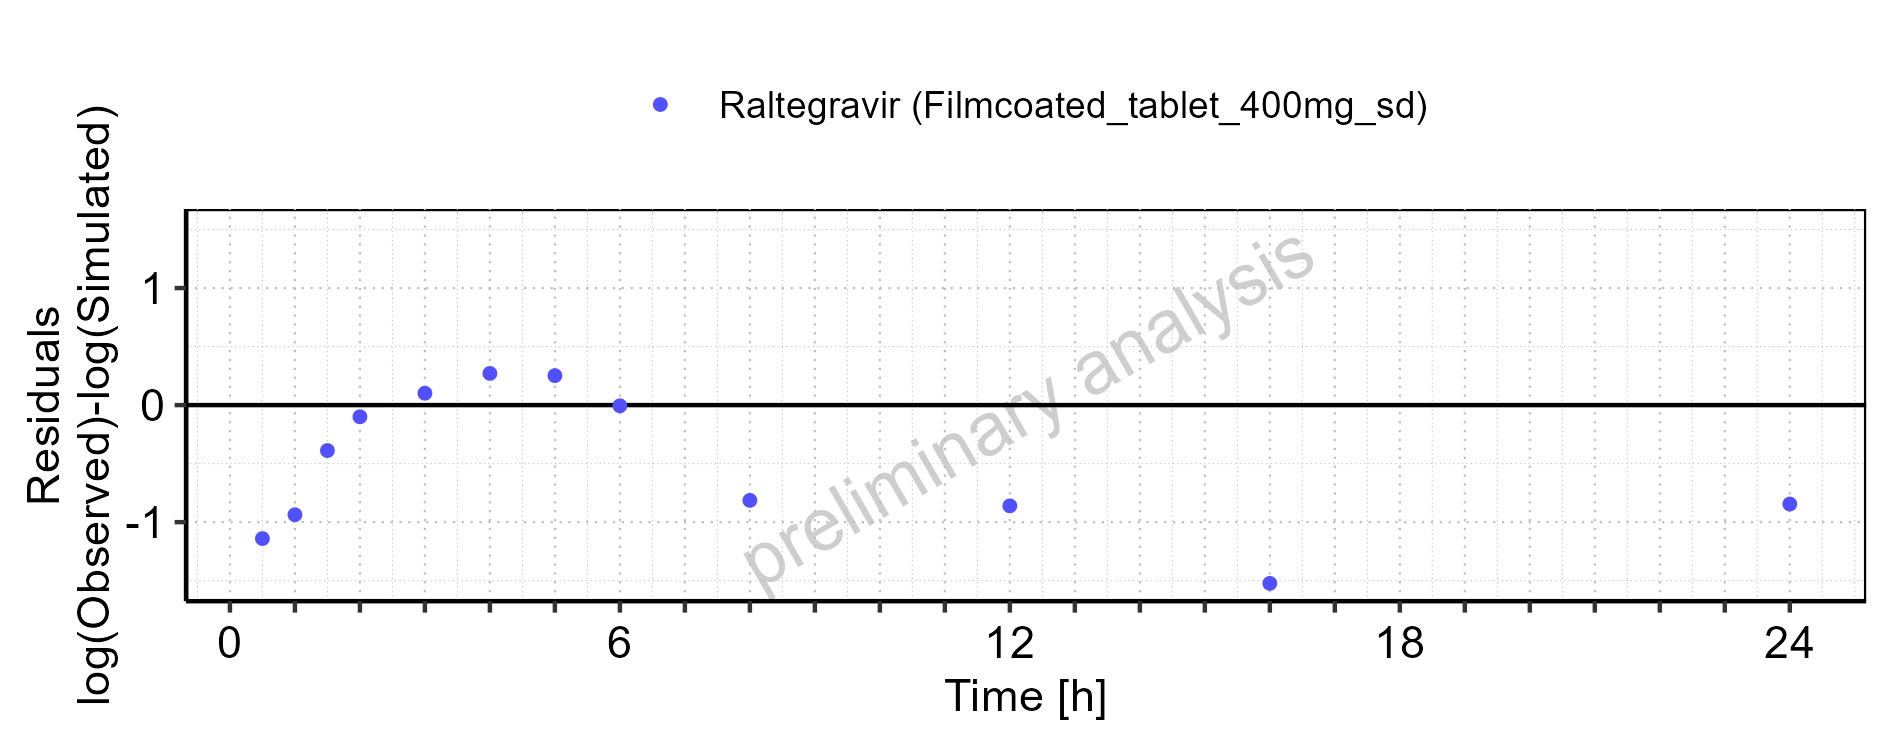 Raltegravir (Filmcoated_tablet_400mg_sd)
Residuals
log(Observed)-log(Simulated)
1
0
-1
preliminary analysis
0 6 12 18 24
Time [h]